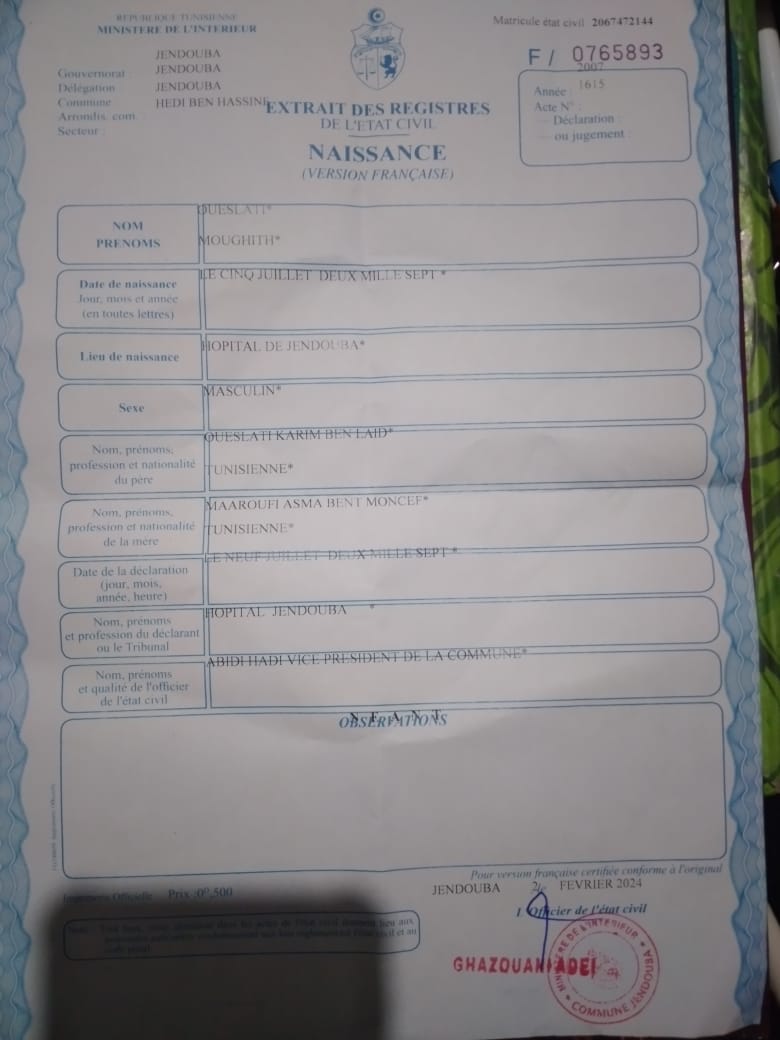 REPUBLIQUE TUNISIENNE
MINISTERE DE L'INTERIEUR
Matricule état civil 2067472144
F / 0765893
JENDOUBA
Gouvernorat : JENDOUBA
Délégation : JENDOUBA
Commune : HEDI BEN HASSINE
Arrondis. com. :
Secteur :
2007
Année : 1615
Acte N° :
— Déclaration :
— ou jugement :
EXTRAIT DES REGISTRES
DE L'ETAT CIVIL
NAISSANCE
(VERSION FRANÇAISE)
NOM
PRENOMS
OUESLATI*
MOUGHITH*
Date de naissance
Jour, mois et année
(en toutes lettres)
LE CINQ JUILLET DEUX MILLE SEPT *
Lieu de naissance
HOPITAL DE JENDOUBA*
Sexe
MASCULIN*
Nom, prénoms,
profession et nationalité
du père
OUESLATI KARIM BEN LAID*
TUNISIENNE*
Nom, prénoms,
profession et nationalité
de la mère
MAAROUFI ASMA BENT MONCEF*
TUNISIENNE*
Date de la déclaration
(jour, mois,
année, heure)
LE NEUF JUILLET DEUX MILLE SEPT *
Nom, prénoms
et profession du déclarant
ou le Tribunal
HOPITAL JENDOUBA *
Nom, prénoms
et qualité de l'officier
de l'état civil
ABIDI HADI VICE PRESIDENT DE LA COMMUNE*
OBSERVATIONS
N E A N T
Pour version française certifiée conforme à l'original
JENDOUBA FEVRIER 2024
L'Officier de l'état civil
Imprimerie Officielle Prix :0ᴰ,500
GHAZOUANI ADEL
MINISTERE DE L'INTERIEUR
COMMUNE JENDOUBA